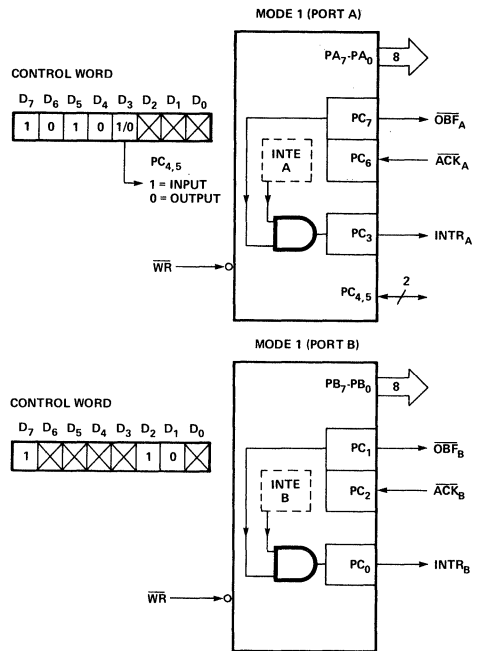 MODE 1 (PORT A)
PA7-PA0
8
CONTROL WORD
D7 D6 D5 D4 D3 D2 D1 D0
1 0 1 0 1/0
PC4,5
1 = INPUT
0 = OUTPUT
PC7
OBFA
INTE
A
PC6
ACKA
PC3
INTRA
WR
PC4,5
2
MODE 1 (PORT B)
PB7-PB0
8
CONTROL WORD
D7 D6 D5 D4 D3 D2 D1 D0
1 1 0
PC1
OBFB
INTE
B
PC2
ACKB
PC0
INTRB
WR